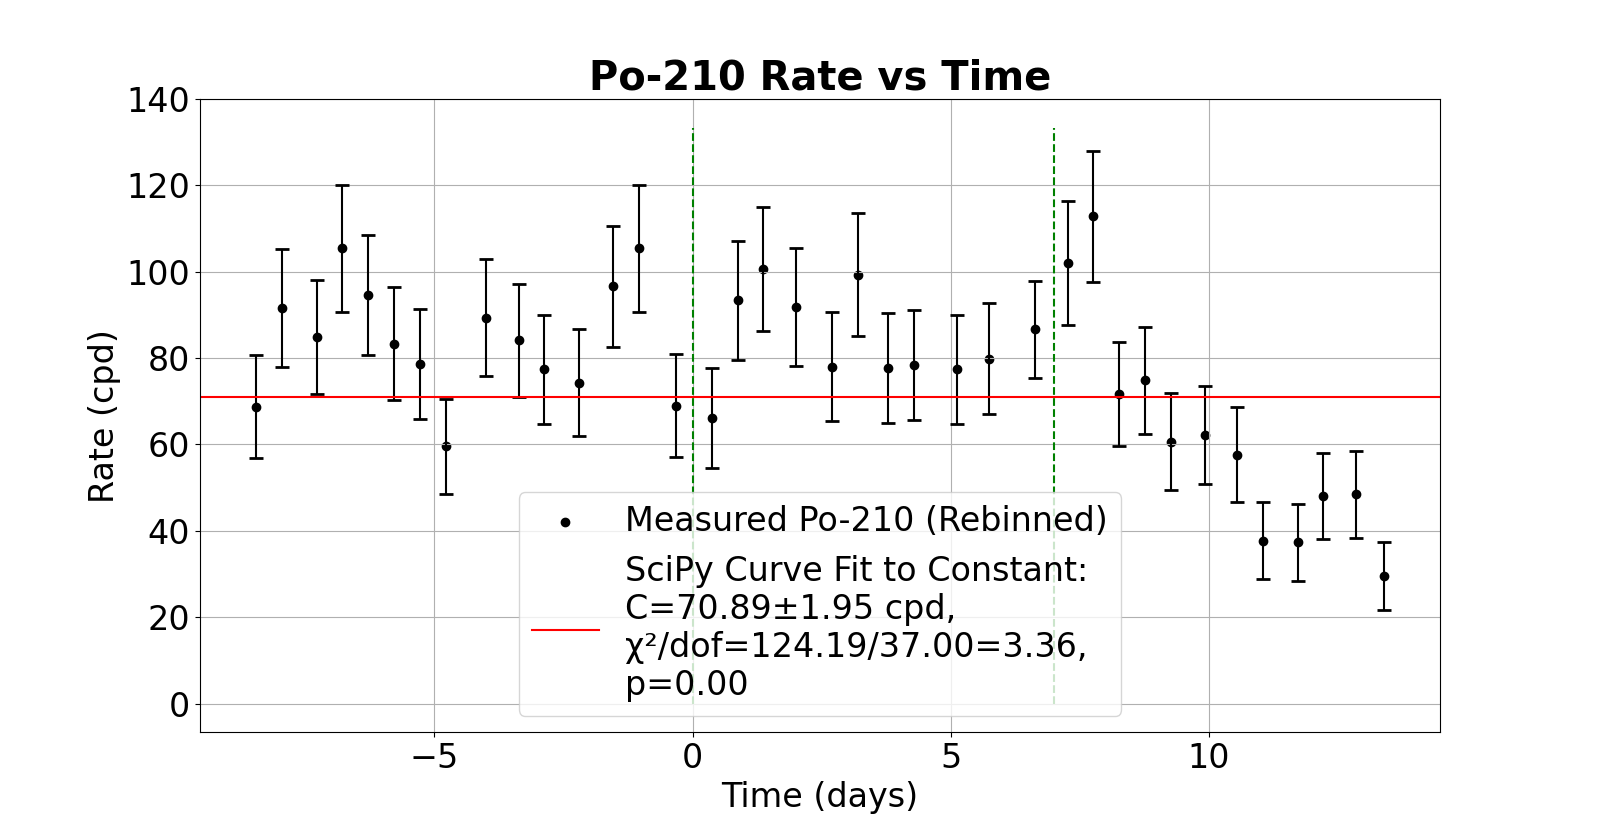 Po-210 Rate vs Time
140
120
100
80
60
40
20
0
Rate (cpd)
−5
0
5
10
Time (days)
Measured Po-210 (Rebinned)
SciPy Curve Fit to Constant:
C=70.89±1.95 cpd,
χ²/dof=124.19/37.00=3.36,
p=0.00